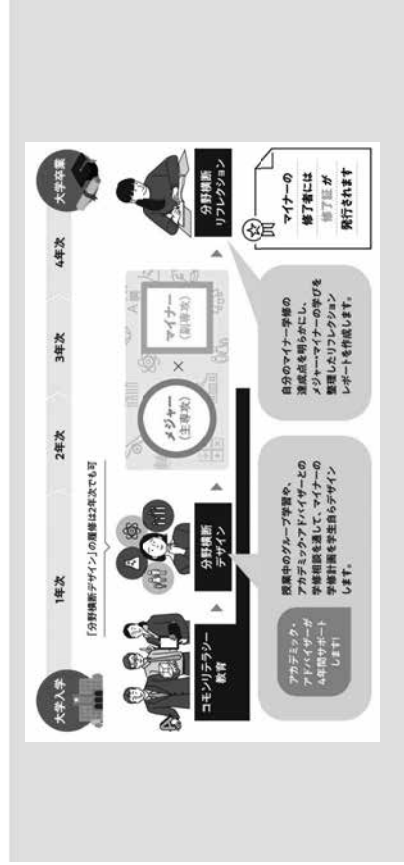 大学入学
1年次
2年次
3年次
4年次
大学卒業
「分野横断デザイン」の履修は2年次でも可
コモンリテラシー
教育
分野横断
デザイン
メジャー
(主専攻)
×
マイナー
(副専攻)
分野横断
リフレクション
アカデミック・
アドバイザーが
4年間サポート
します!
授業中のグループ学習や、
アカデミック・アドバイザーとの
学修相談を通して、マイナーの
学修計画を学生自らデザイン
します。
自分のマイナー学修の
達成点を明らかにし、
メジャー・マイナーの学びを
整理したリフレクション
レポートを作成します。
マイナーの
修了者には
修了証が
発行されます